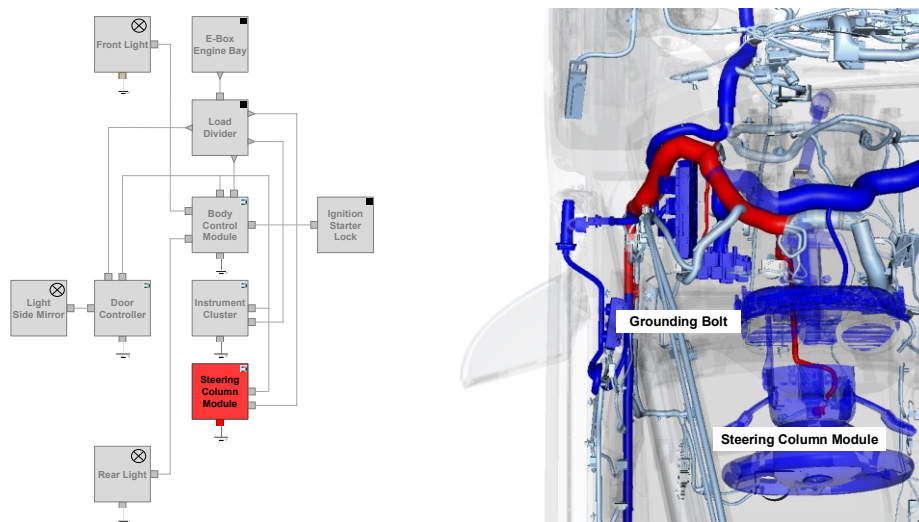 Front Light
E-Box
Engine Bay
Load
Divider
Body
Control
Module
Ignition
Starter
Lock
Light
Side Mirror
Door
Controller
Instrument
Cluster
Steering
Column
Module
Rear Light
Grounding Bolt
Steering Column Module